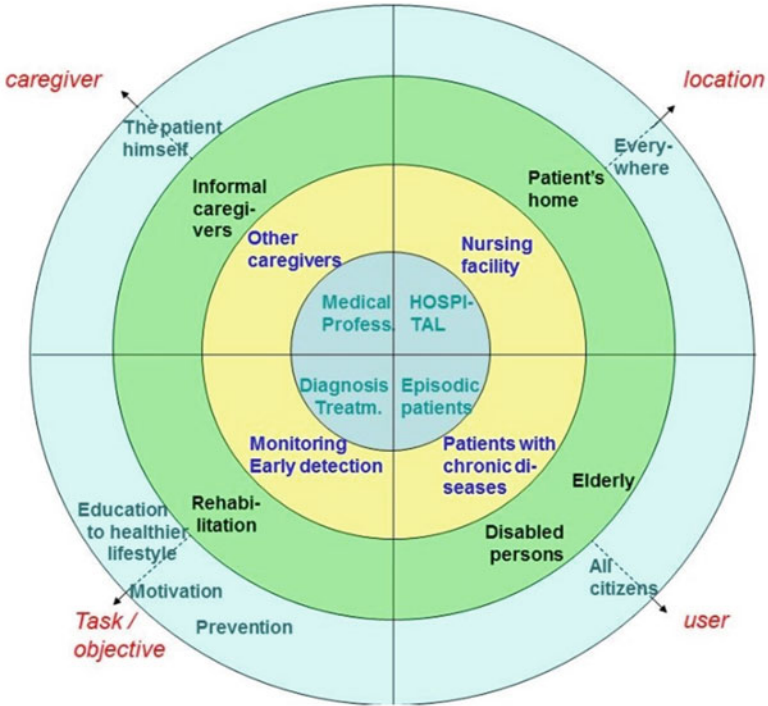 caregiver
location
The patient
himself
Every-
where
Informal
caregi-
vers
Patient's
home
Other
caregivers
Nursing
facility
Medical
Profess.
HOSPI-
TAL
Diagnosis
Treatm.
Episodic
patients
Monitoring
Early detection
Patients with
chronic di-
seases
Rehabi-
litation
Elderly
Disabled
persons
Education
to healthier
lifestyle
Motivation
Prevention
All
citizens
Task /
objective
user